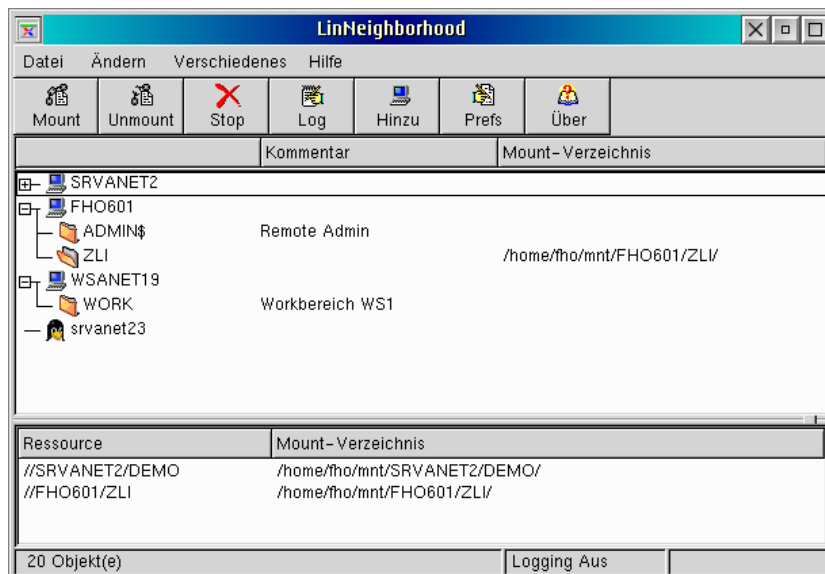 LinNeighborhood
Datei Ändern Verschiedenes Hilfe
Mount Unmount Stop Log Hinzu Prefs Über
Kommentar Mount-Verzeichnis
SRVANET2
FHO601
ADMIN$ Remote Admin
ZLI /home/fho/mnt/FHO601/ZLI/
WSANET19
WORK Workbereich WS1
srvanet23
Ressource Mount-Verzeichnis
//SRVANET2/DEMO /home/fho/mnt/SRVANET2/DEMO/
//FHO601/ZLI /home/fho/mnt/FHO601/ZLI/
20 Objekt(e) Logging Aus